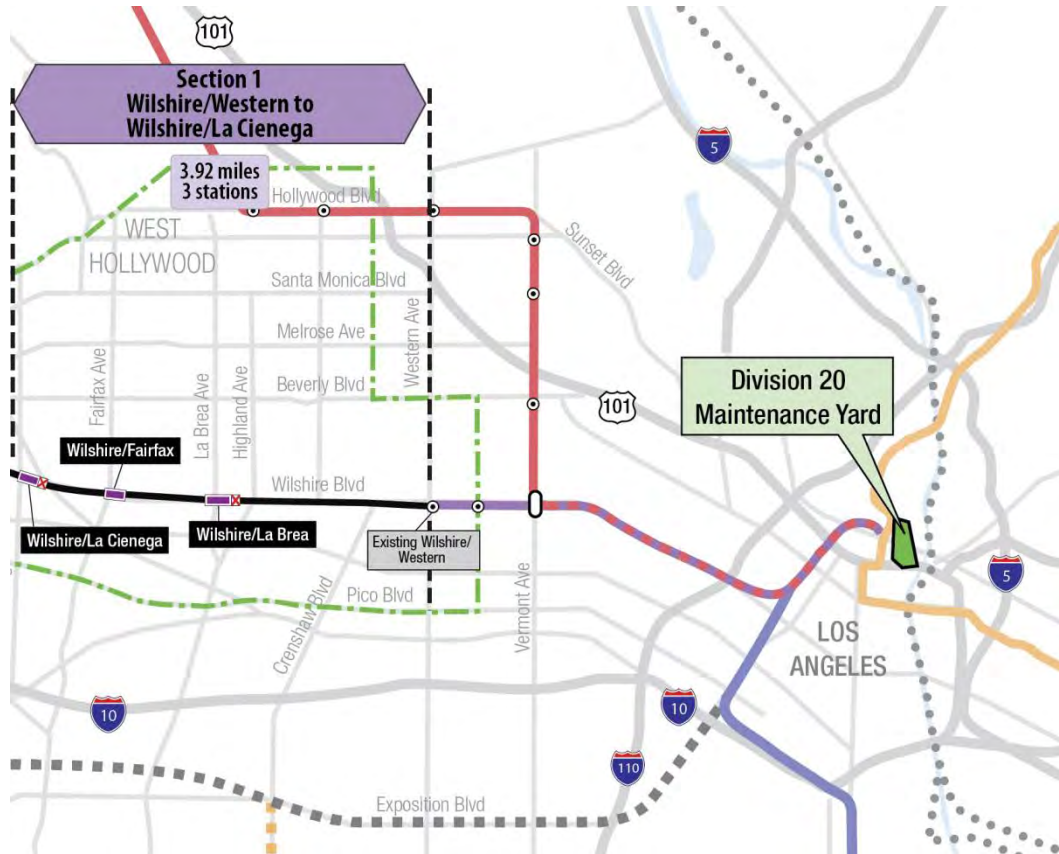 101
Section 1
Wilshire/Western to
Wilshire/La Cienega
5
3.92 miles
3 stations
Hollywood Blvd
WEST
HOLLYWOOD
Sunset Blvd
Santa Monica Blvd
Melrose Ave
Western Ave
Beverly Blvd
Fairfax Ave
La Brea Ave
Highland Ave
101
Division 20
Maintenance Yard
Wilshire/Fairfax
Wilshire Blvd
Wilshire/La Cienega
Wilshire/La Brea
Existing Wilshire/
Western
5
Pico Blvd
Crenshaw Blvd
Vermont Ave
LOS
ANGELES
10
10
110
Exposition Blvd